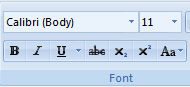 Calibri (Body) 11
B I U abc x₂ x² Aa
Font